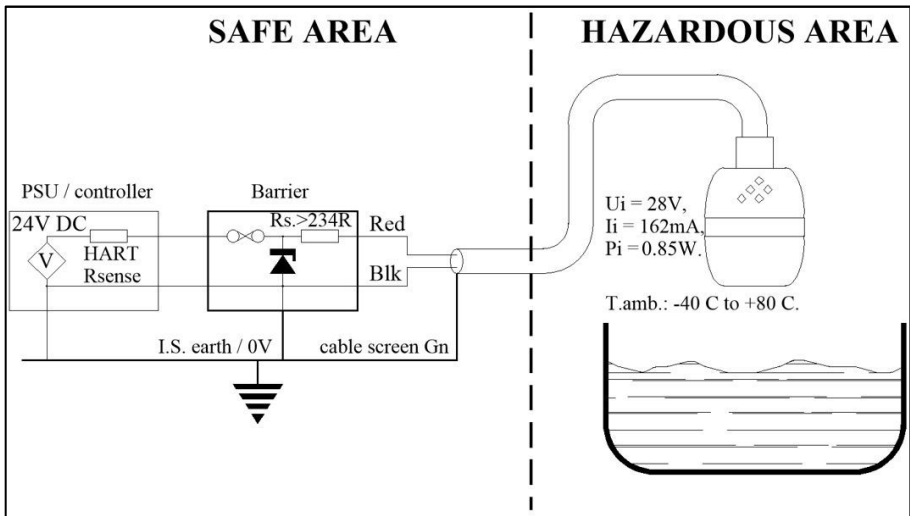 SAFE AREA
HAZARDOUS AREA
PSU / controller
Barrier
24V DC
Rs.>234R
Red
HART
Rsense
V
Blk
Ui = 28V,
Ii = 162mA,
Pi = 0.85W.
T.amb.: -40 C to +80 C.
I.S. earth / 0V
cable screen Gn